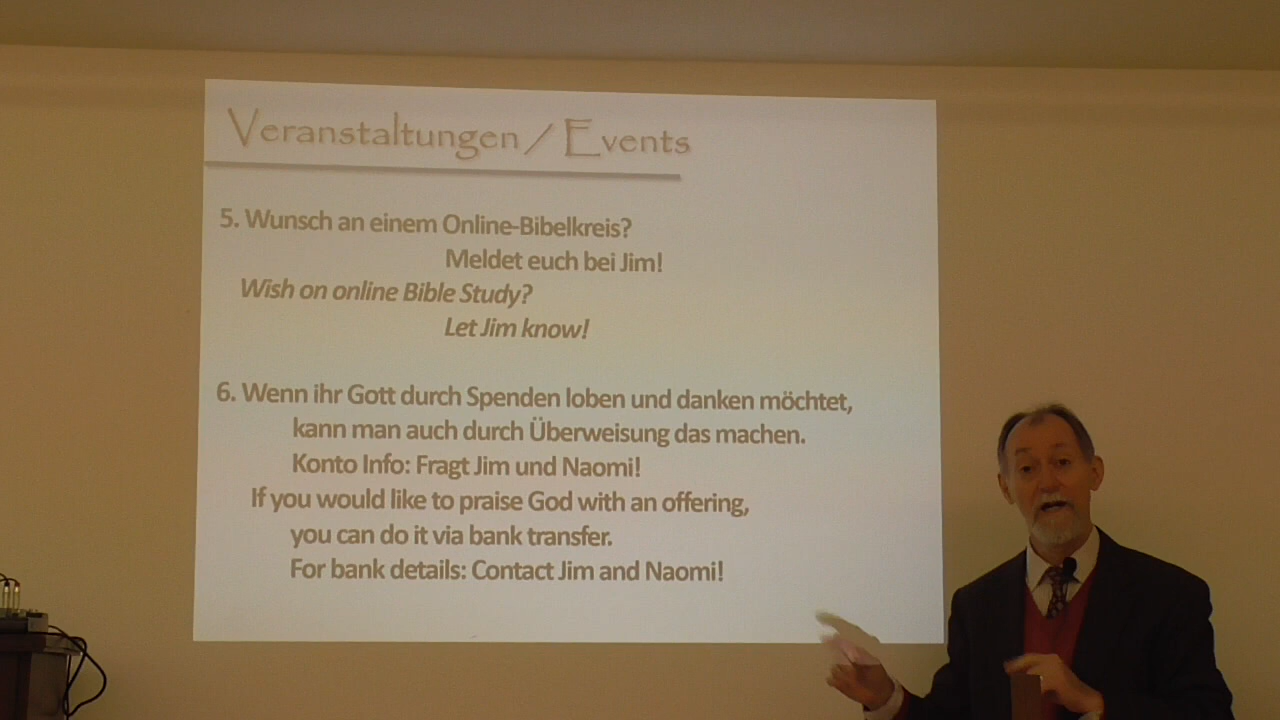 Veranstaltungen / Events
5. Wunsch an einem Online-Bibelkreis?
Meldet euch bei Jim!
Wish on online Bible Study?
Let Jim know!
6. Wenn ihr Gott durch Spenden loben und danken möchtet,
kann man auch durch Überweisung das machen.
Konto Info: Fragt Jim und Naomi!
If you would like to praise God with an offering,
you can do it via bank transfer.
For bank details: Contact Jim and Naomi!